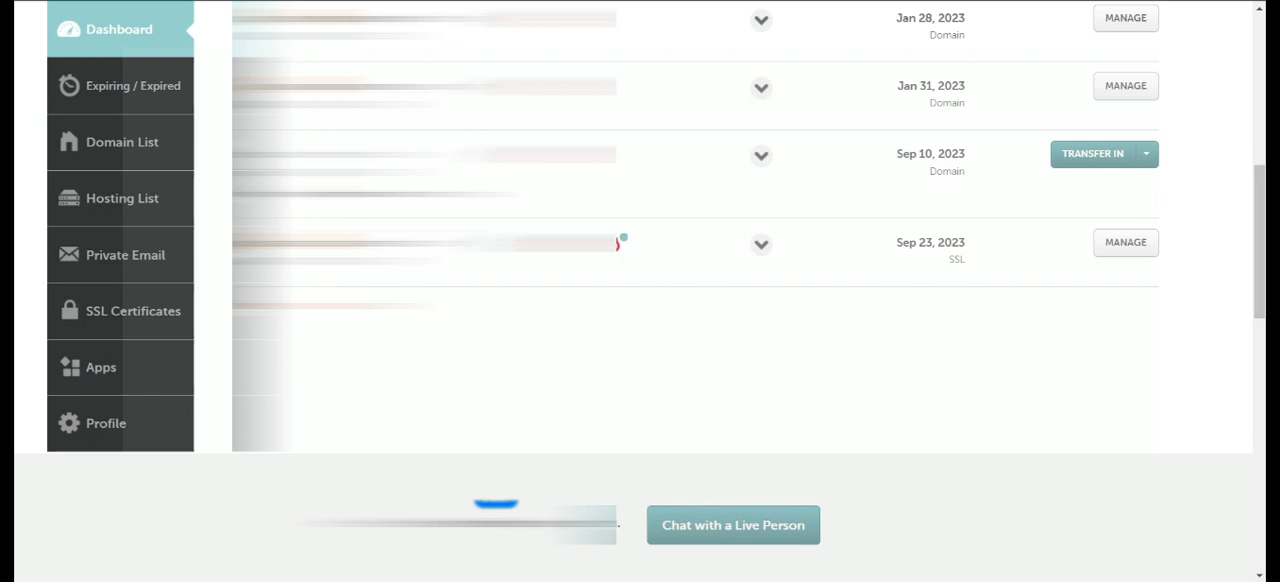 Dashboard
Expiring / Expired
Domain List
Hosting List
Private Email
SSL Certificates
Apps
Profile
Jan 28, 2023
Domain
MANAGE
Jan 31, 2023
Domain
MANAGE
Sep 10, 2023
Domain
TRANSFER IN
Sep 23, 2023
SSL
MANAGE
Chat with a Live Person